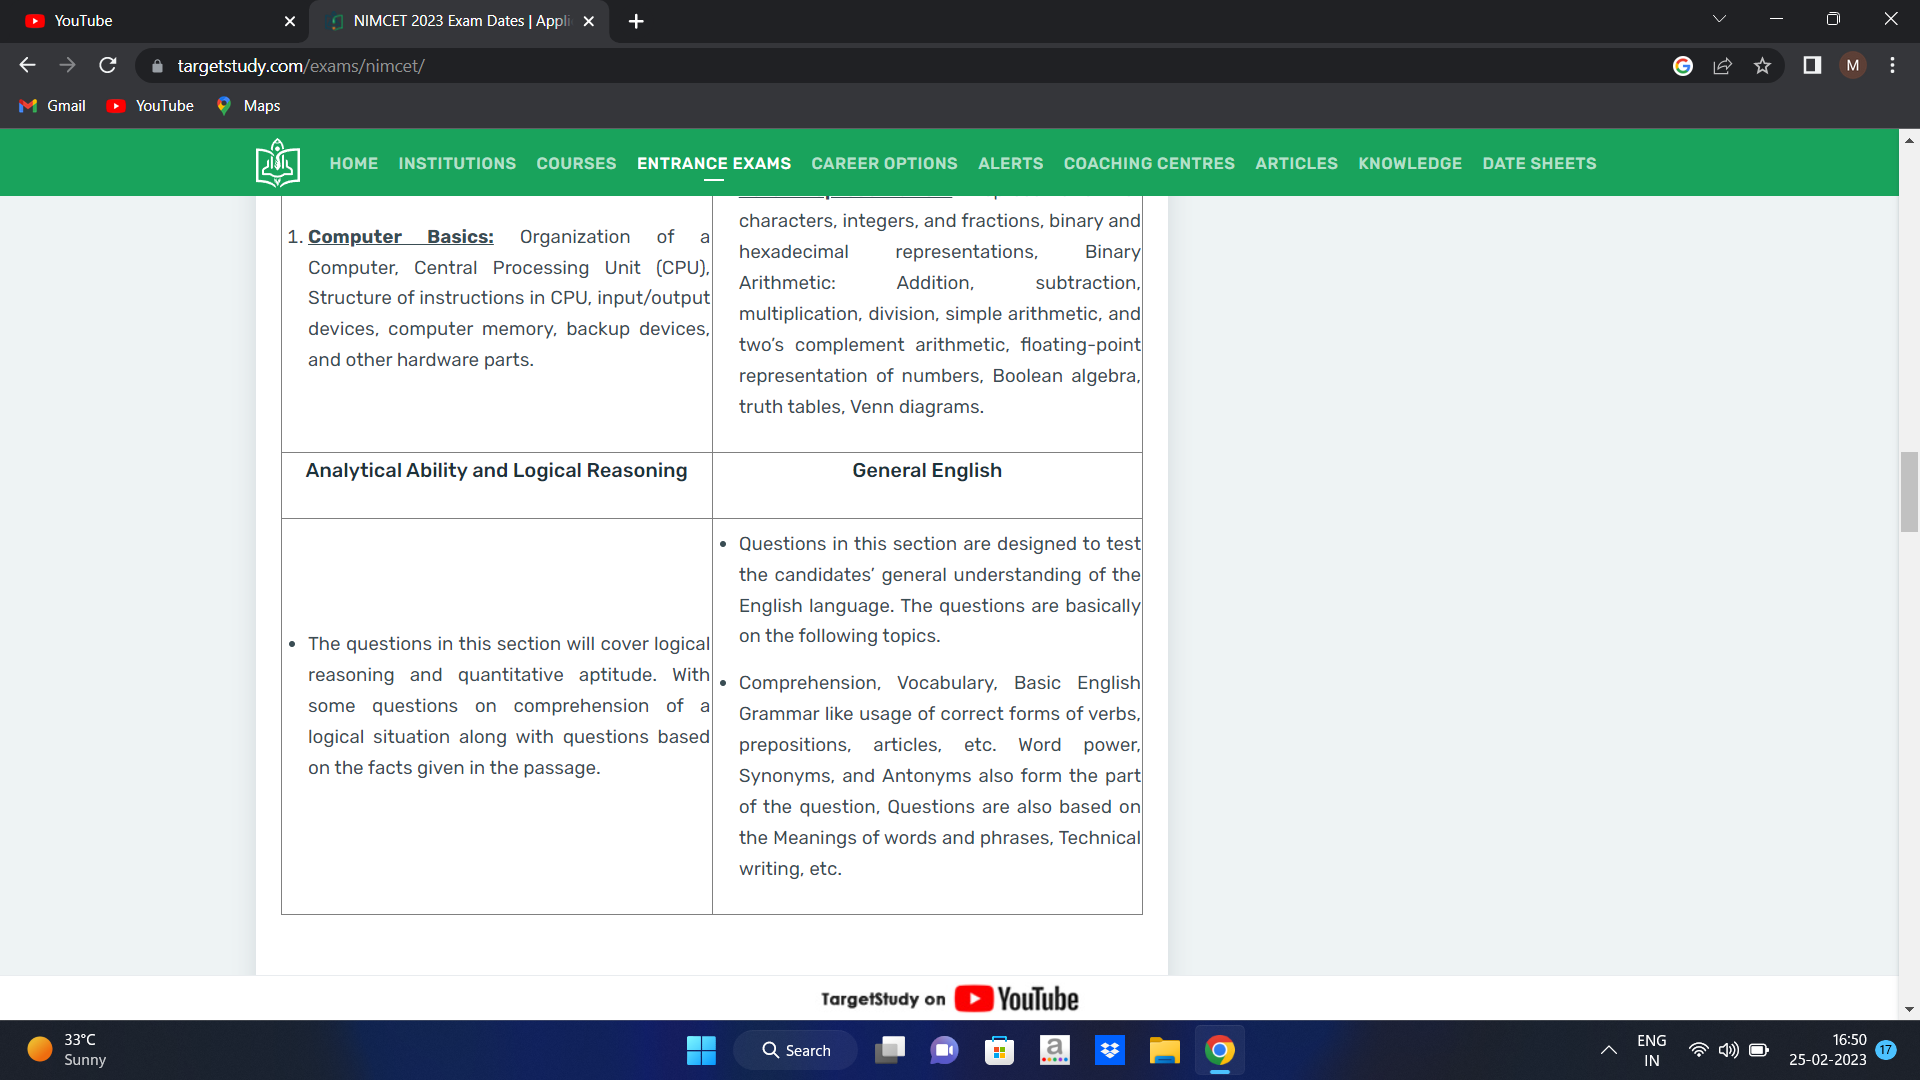 YouTube
NIMCET 2023 Exam Dates | Appli
targetstudy.com/exams/nimcet/
M
Gmail YouTube Maps
HOME INSTITUTIONS COURSES ENTRANCE EXAMS CAREER OPTIONS ALERTS COACHING CENTRES ARTICLES KNOWLEDGE DATE SHEETS
1. Computer Basics: Organization of a
Computer, Central Processing Unit (CPU),
Structure of instructions in CPU, input/output
devices, computer memory, backup devices,
and other hardware parts.
characters, integers, and fractions, binary and
hexadecimal representations, Binary
Arithmetic: Addition, subtraction,
multiplication, division, simple arithmetic, and
two’s complement arithmetic, floating-point
representation of numbers, Boolean algebra,
truth tables, Venn diagrams.
Analytical Ability and Logical Reasoning
General English
• The questions in this section will cover logical
reasoning and quantitative aptitude. With
some questions on comprehension of a
logical situation along with questions based
on the facts given in the passage.
• Questions in this section are designed to test
the candidates’ general understanding of the
English language. The questions are basically
on the following topics.
• Comprehension, Vocabulary, Basic English
Grammar like usage of correct forms of verbs,
prepositions, articles, etc. Word power,
Synonyms, and Antonyms also form the part
of the question, Questions are also based on
the Meanings of words and phrases, Technical
writing, etc.
TargetStudy on YouTube
33°C
Sunny
Search
a
ENG
IN
16:50
25-02-2023
17